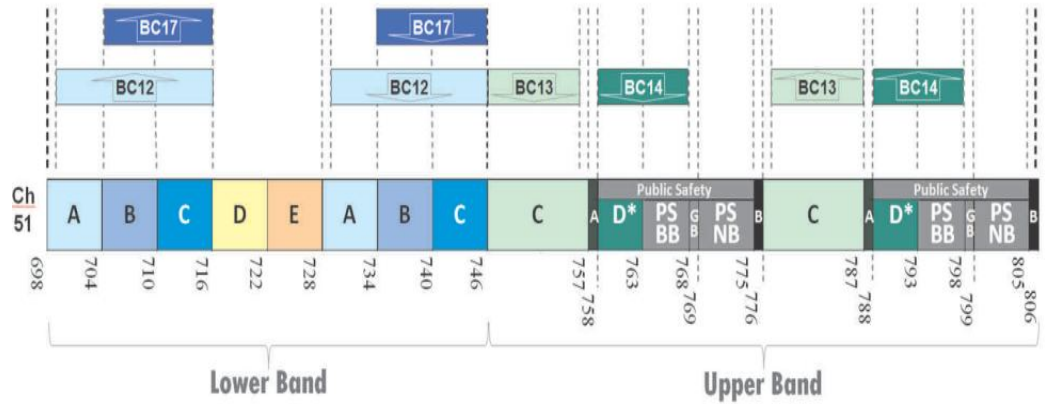 BC17 BC17
BC12 BC12 BC13 BC14 BC13 BC14
Ch
51
A B C D E A B C C A Public Safety D* PS BB G B PS NB B C A Public Safety D* PS BB G B PS NB B
698 704 710 716 722 728 734 740 746 757 758 763 768 769 775 776 787 788 793 798 799 805 806
Lower Band Upper Band